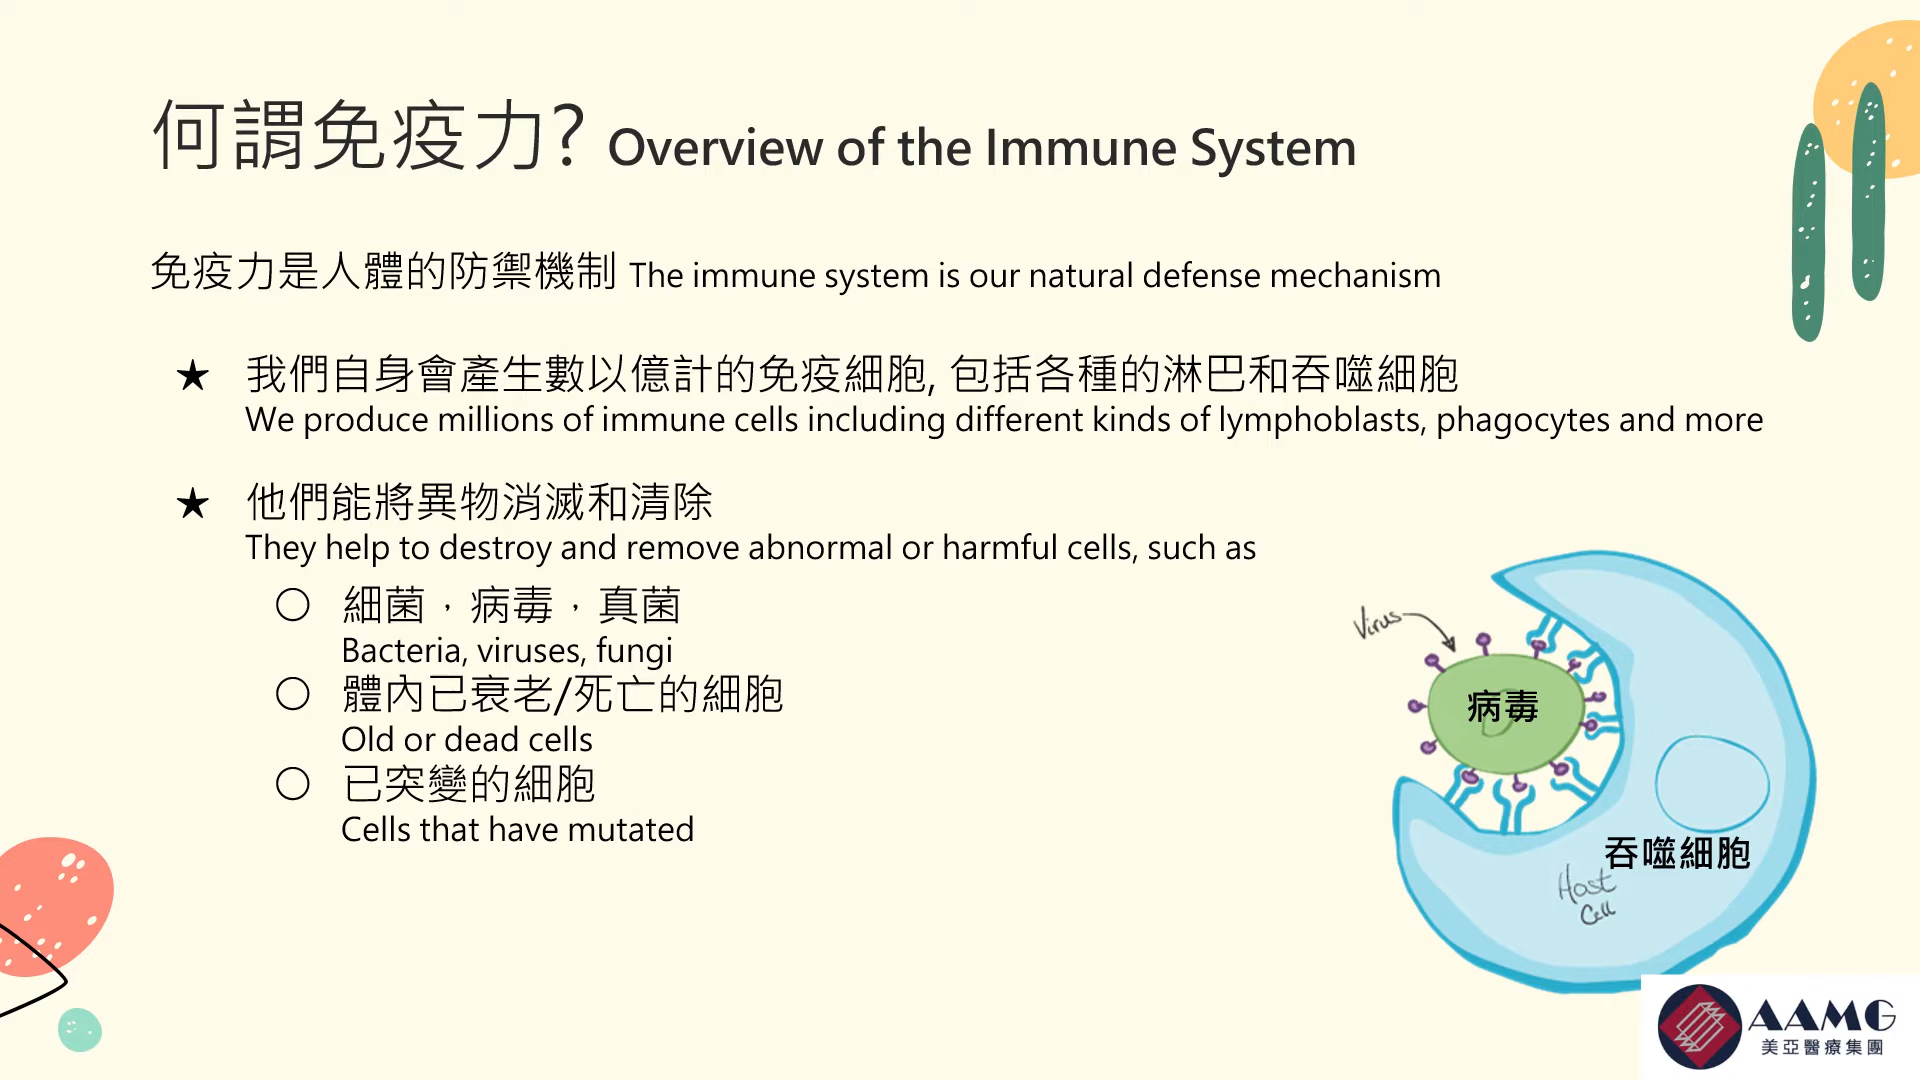 何謂免疫力? Overview of the Immune System
免疫力是人體的防禦機制 The immune system is our natural defense mechanism
★ 我們自身會產生數以億計的免疫細胞, 包括各種的淋巴和吞噬細胞
We produce millions of immune cells including different kinds of lymphoblasts, phagocytes and more
★ 他們能將異物消滅和清除
They help to destroy and remove abnormal or harmful cells, such as
○ 細菌，病毒，真菌
Bacteria, viruses, fungi
○ 體內已衰老/死亡的細胞
Old or dead cells
○ 已突變的細胞
Cells that have mutated
Virus
病毒
吞噬細胞
Host
Cell
AAMG
美亞醫療集團